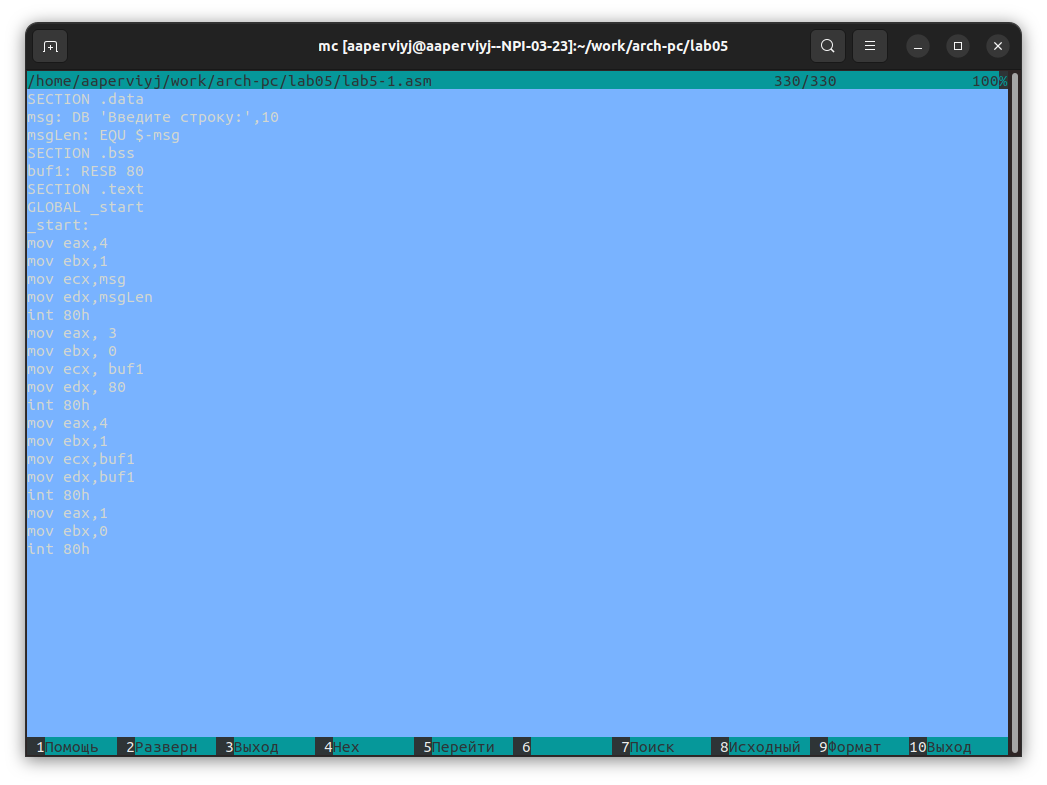 mc [aaperviyj@aaperviyj--NPI-03-23]:~/work/arch-pc/lab05
/home/aaperviyj/work/arch-pc/lab05/lab5-1.asm 330/330 100%
SECTION .data
msg: DB 'Введите строку:',10
msgLen: EQU $-msg
SECTION .bss
buf1: RESB 80
SECTION .text
GLOBAL _start
_start:
mov eax,4
mov ebx,1
mov ecx,msg
mov edx,msgLen
int 80h
mov eax, 3
mov ebx, 0
mov ecx, buf1
mov edx, 80
int 80h
mov eax,4
mov ebx,1
mov ecx,buf1
mov edx,buf1
int 80h
mov eax,1
mov ebx,0
int 80h
1Помощь 2Разверн 3Выход 4Hex 5Перейти 6 7Поиск 8Исходный 9Формат 10Выход